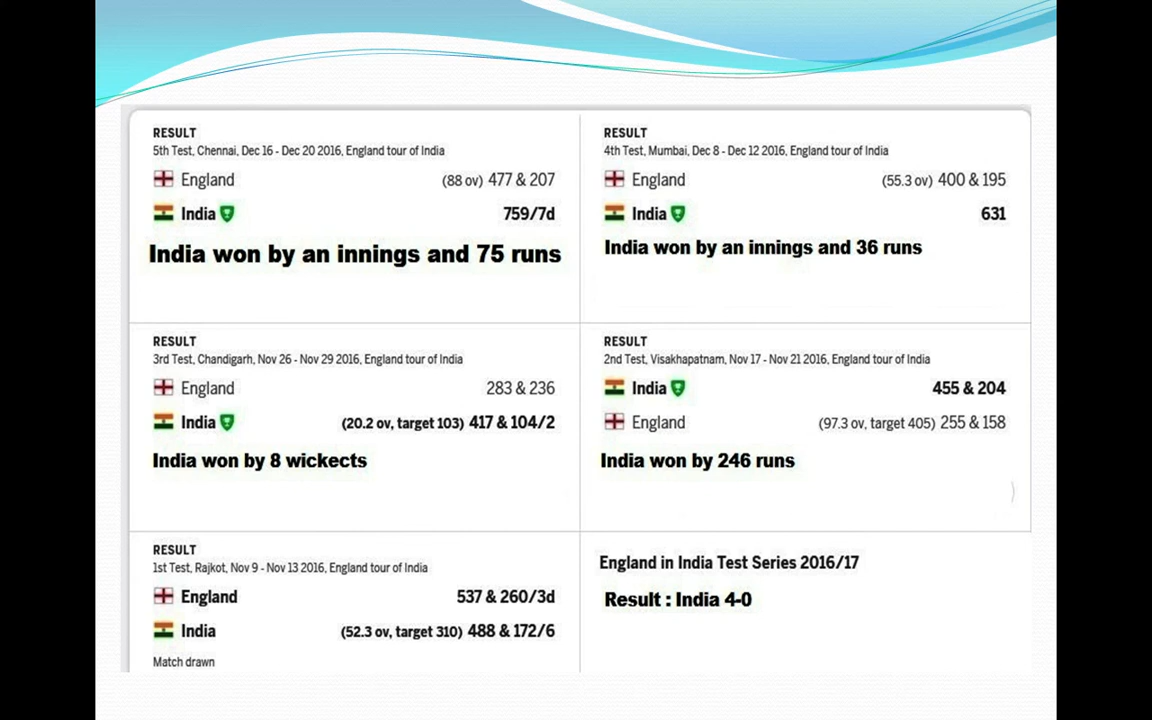 RESULT
5th Test, Chennai, Dec 16 - Dec 20 2016, England tour of India
England (88 ov) 477 & 207
India 759/7d
India won by an innings and 75 runs
RESULT
4th Test, Mumbai, Dec 8 - Dec 12 2016, England tour of India
England (55.3 ov) 400 & 195
India 631
India won by an innings and 36 runs
RESULT
3rd Test, Chandigarh, Nov 26 - Nov 29 2016, England tour of India
England 283 & 236
India (20.2 ov, target 103) 417 & 104/2
India won by 8 wickects
RESULT
2nd Test, Visakhapatnam, Nov 17 - Nov 21 2016, England tour of India
India 455 & 204
England (97.3 ov, target 405) 255 & 158
India won by 246 runs
)
RESULT
1st Test, Rajkot, Nov 9 - Nov 13 2016, England tour of India
England 537 & 260/3d
India (52.3 ov, target 310) 488 & 172/6
Match drawn
England in India Test Series 2016/17
Result : India 4-0